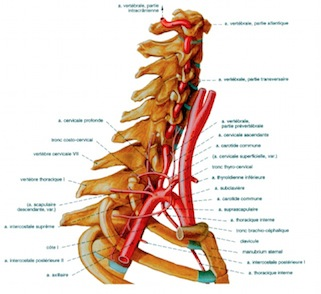 a. vertébrale, partie
intracrânienne
a. vertébrale, partie atlantique
a. vertébrale, partie transversaire
a. cervicale profonde
tronc costo-cervical
vertèbre cervicale VII
vertèbre thoracique I
(a. scapulaire
descendante, var.)
a. intercostale suprême
côte I
a. intercostale postérieure II
a. axillaire
a. vertébrale,
partie prévertébrale
a. cervicale ascendante
a. carotide commune
(a. cervicale superficielle, var.)
tronc thyro-cervical
a. thyroïdienne inférieure
a. subclavière
a. carotide commune
a. suprascapulaire
a. thoracique interne
tronc brachio-céphalique
clavicule
manubrium sternal
a. intercostale postérieure I
a. thoracique interne